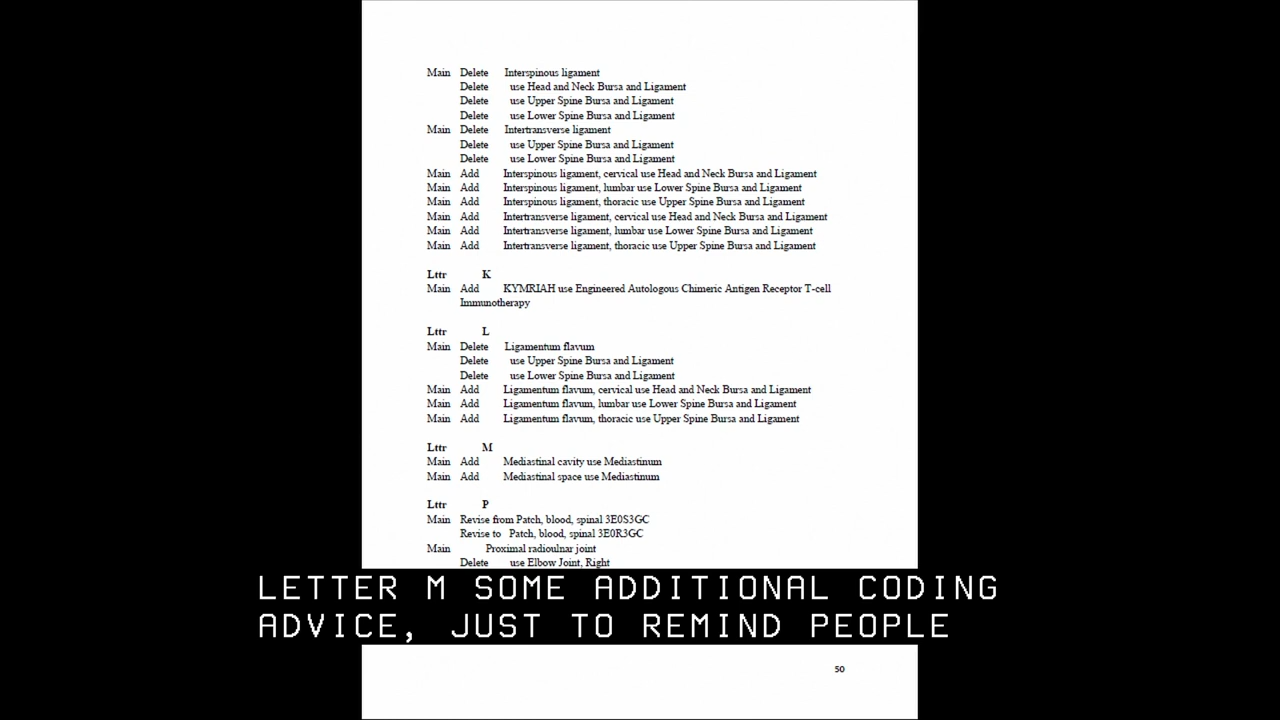 Main Delete Interspinous ligament
Delete use Head and Neck Bursa and Ligament
Delete use Upper Spine Bursa and Ligament
Delete use Lower Spine Bursa and Ligament
Main Delete Intertransverse ligament
Delete use Upper Spine Bursa and Ligament
Delete use Lower Spine Bursa and Ligament
Main Add Interspinous ligament, cervical use Head and Neck Bursa and Ligament
Main Add Interspinous ligament, lumbar use Lower Spine Bursa and Ligament
Main Add Interspinous ligament, thoracic use Upper Spine Bursa and Ligament
Main Add Intertransverse ligament, cervical use Head and Neck Bursa and Ligament
Main Add Intertransverse ligament, lumbar use Lower Spine Bursa and Ligament
Main Add Intertransverse ligament, thoracic use Upper Spine Bursa and Ligament
Lttr K
Main Add KYMRIAH use Engineered Autologous Chimeric Antigen Receptor T-cell
Immunotherapy
Lttr L
Main Delete Ligamentum flavum
Delete use Upper Spine Bursa and Ligament
Delete use Lower Spine Bursa and Ligament
Main Add Ligamentum flavum, cervical use Head and Neck Bursa and Ligament
Main Add Ligamentum flavum, lumbar use Lower Spine Bursa and Ligament
Main Add Ligamentum flavum, thoracic use Upper Spine Bursa and Ligament
Lttr M
Main Add Mediastinal cavity use Mediastinum
Main Add Mediastinal space use Mediastinum
Lttr P
Main Revise from Patch, blood, spinal 3E0S3GC
Revise to Patch, blood, spinal 3E0R3GC
Main Proximal radioulnar joint
Delete use Elbow Joint, Right
LETTER M SOME ADDITIONAL CODING
ADVICE, JUST TO REMIND PEOPLE
50